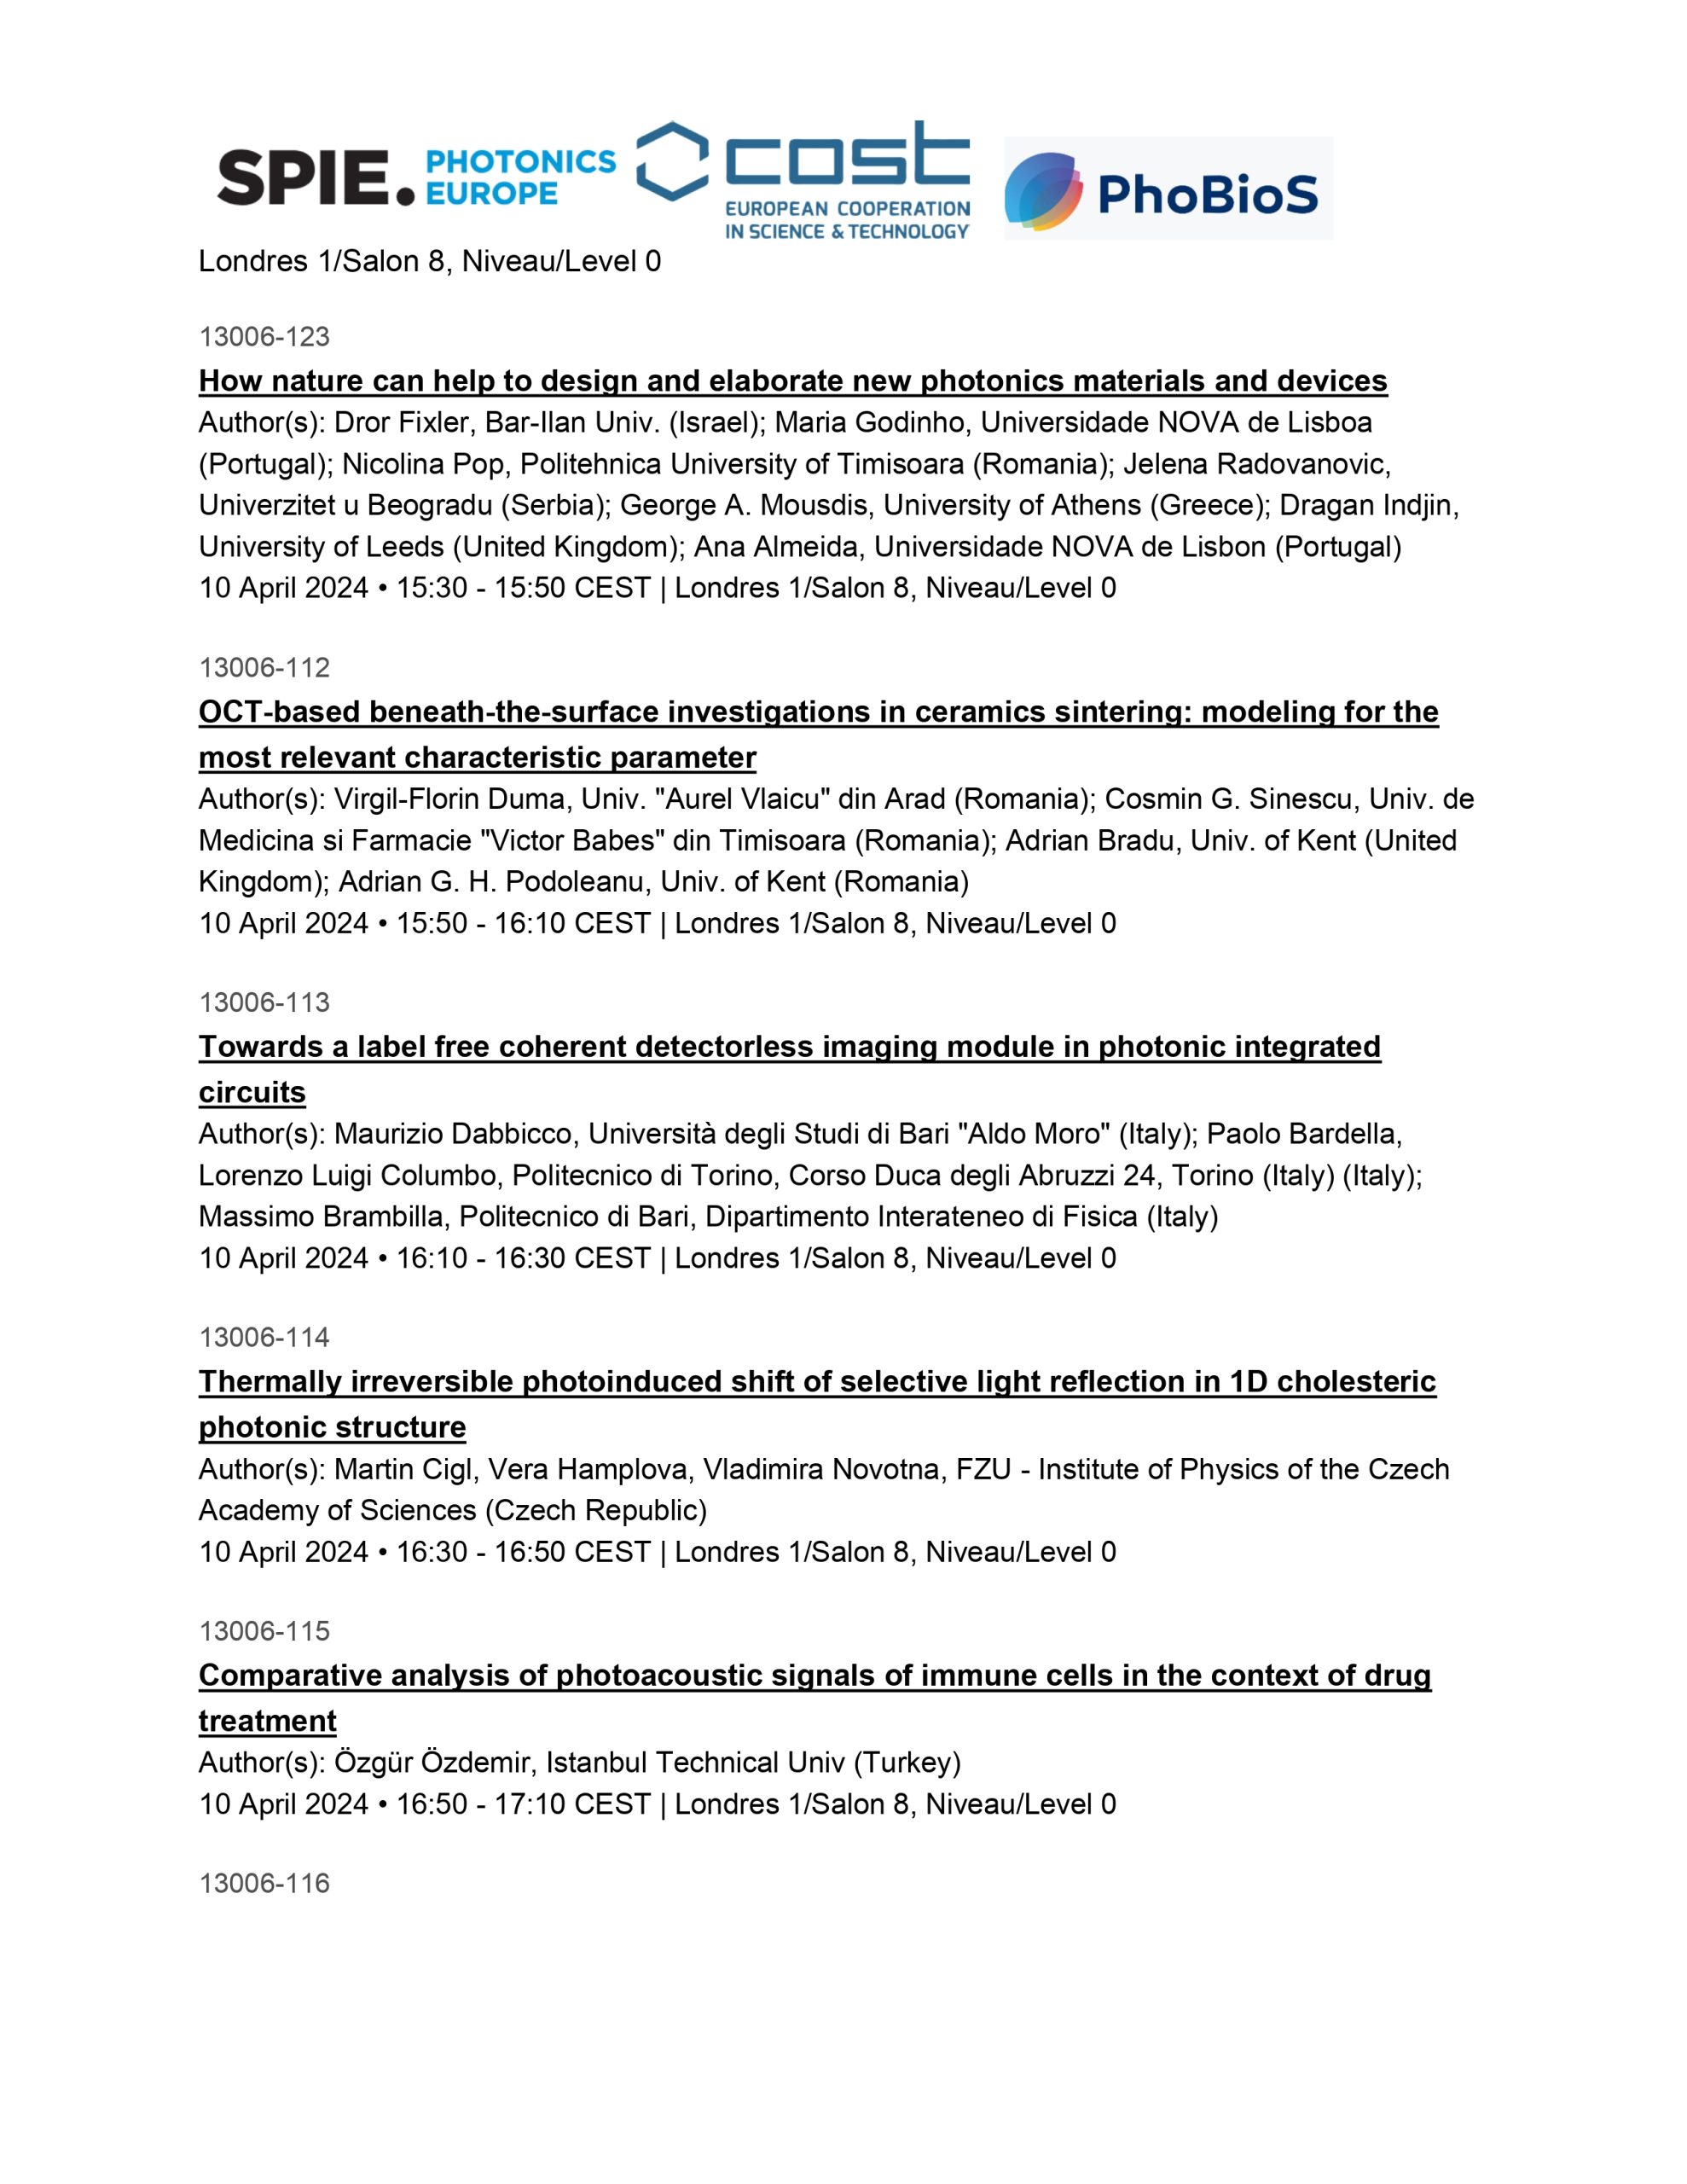 SPIE. PHOTONICS EUROPE
cost
EUROPEAN COOPERATION
IN SCIENCE & TECHNOLOGY
PhoBioS
Londres 1/Salon 8, Niveau/Level 0
13006-123
How nature can help to design and elaborate new photonics materials and devices
Author(s): Dror Fixler, Bar-Ilan Univ. (Israel); Maria Godinho, Universidade NOVA de Lisboa
(Portugal); Nicolina Pop, Politehnica University of Timisoara (Romania); Jelena Radovanovic,
Univerzitet u Beogradu (Serbia); George A. Mousdis, University of Athens (Greece); Dragan Indjin,
University of Leeds (United Kingdom); Ana Almeida, Universidade NOVA de Lisbon (Portugal)
10 April 2024 • 15:30 - 15:50 CEST | Londres 1/Salon 8, Niveau/Level 0
13006-112
OCT-based beneath-the-surface investigations in ceramics sintering: modeling for the
most relevant characteristic parameter
Author(s): Virgil-Florin Duma, Univ. "Aurel Vlaicu" din Arad (Romania); Cosmin G. Sinescu, Univ. de
Medicina si Farmacie "Victor Babes" din Timisoara (Romania); Adrian Bradu, Univ. of Kent (United
Kingdom); Adrian G. H. Podoleanu, Univ. of Kent (Romania)
10 April 2024 • 15:50 - 16:10 CEST | Londres 1/Salon 8, Niveau/Level 0
13006-113
Towards a label free coherent detectorless imaging module in photonic integrated
circuits
Author(s): Maurizio Dabbicco, Università degli Studi di Bari "Aldo Moro" (Italy); Paolo Bardella,
Lorenzo Luigi Columbo, Politecnico di Torino, Corso Duca degli Abruzzi 24, Torino (Italy) (Italy);
Massimo Brambilla, Politecnico di Bari, Dipartimento Interateneo di Fisica (Italy)
10 April 2024 • 16:10 - 16:30 CEST | Londres 1/Salon 8, Niveau/Level 0
13006-114
Thermally irreversible photoinduced shift of selective light reflection in 1D cholesteric
photonic structure
Author(s): Martin Cigl, Vera Hamplova, Vladimira Novotna, FZU - Institute of Physics of the Czech
Academy of Sciences (Czech Republic)
10 April 2024 • 16:30 - 16:50 CEST | Londres 1/Salon 8, Niveau/Level 0
13006-115
Comparative analysis of photoacoustic signals of immune cells in the context of drug
treatment
Author(s): Özgür Özdemir, Istanbul Technical Univ (Turkey)
10 April 2024 • 16:50 - 17:10 CEST | Londres 1/Salon 8, Niveau/Level 0
13006-116